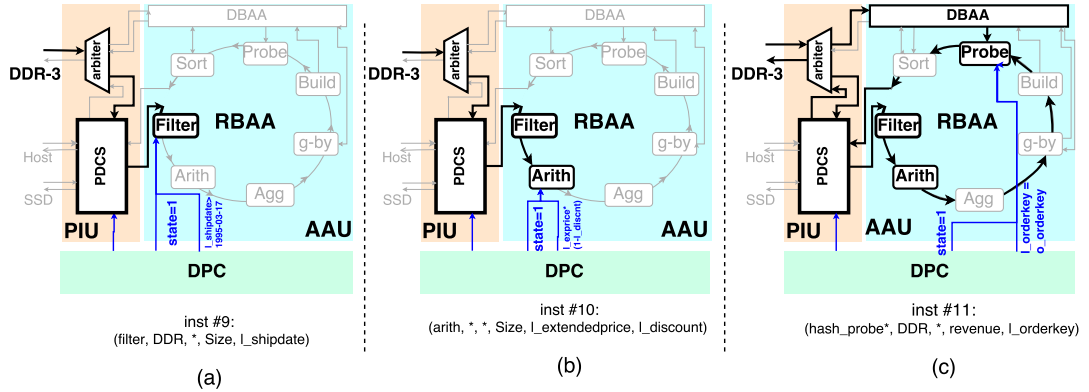 DBAA
arbiter
DDR-3
Sort
Probe
Build
Filter
RBAA
PDCS
g-by
Host
Arith
SSD
Agg
PIU
state=1
l_shipdate>
1995-03-17
AAU
DPC
inst #9:
(filter, DDR, *, Size, l_shipdate)
(a)
DBAA
arbiter
DDR-3
Sort
Probe
Build
Filter
RBAA
PDCS
g-by
Host
Arith
SSD
Agg
PIU
state=1
l_exprice*
(1-l_discnt)
AAU
DPC
inst #10:
(arith, *, *, Size, l_extendedprice, l_discount)
(b)
DBAA
arbiter
DDR-3
Sort
Probe
Build
Filter
RBAA
PDCS
g-by
Host
Arith
SSD
Agg
PIU
AAU
state=1
l_orderkey =
o_orderkey
DPC
inst #11:
(hash_probe*, DDR, *, revenue, l_orderkey)
(c)